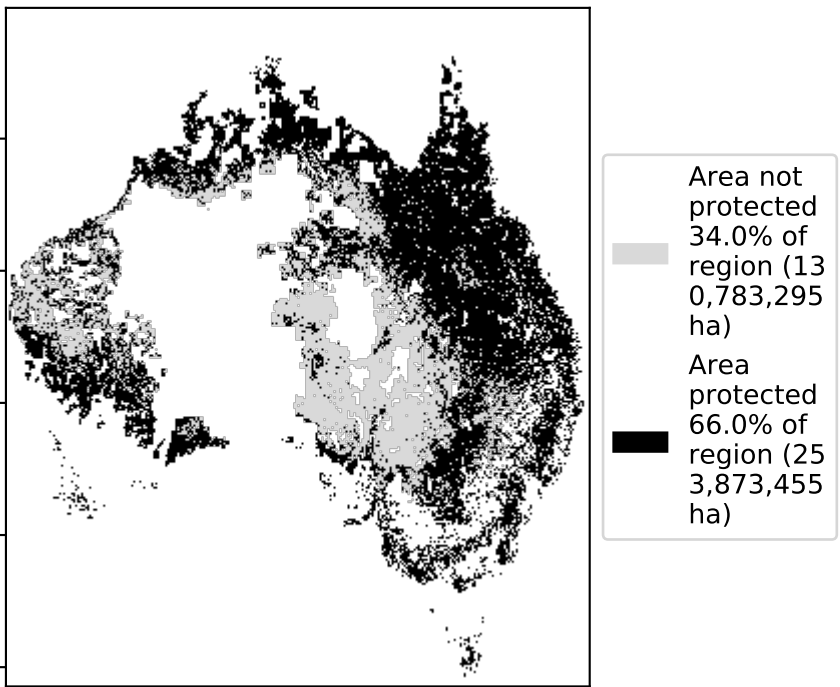 Area not
protected
34.0% of
region (13
0,783,295
ha)
Area
protected
66.0% of
region (25
3,873,455
ha)